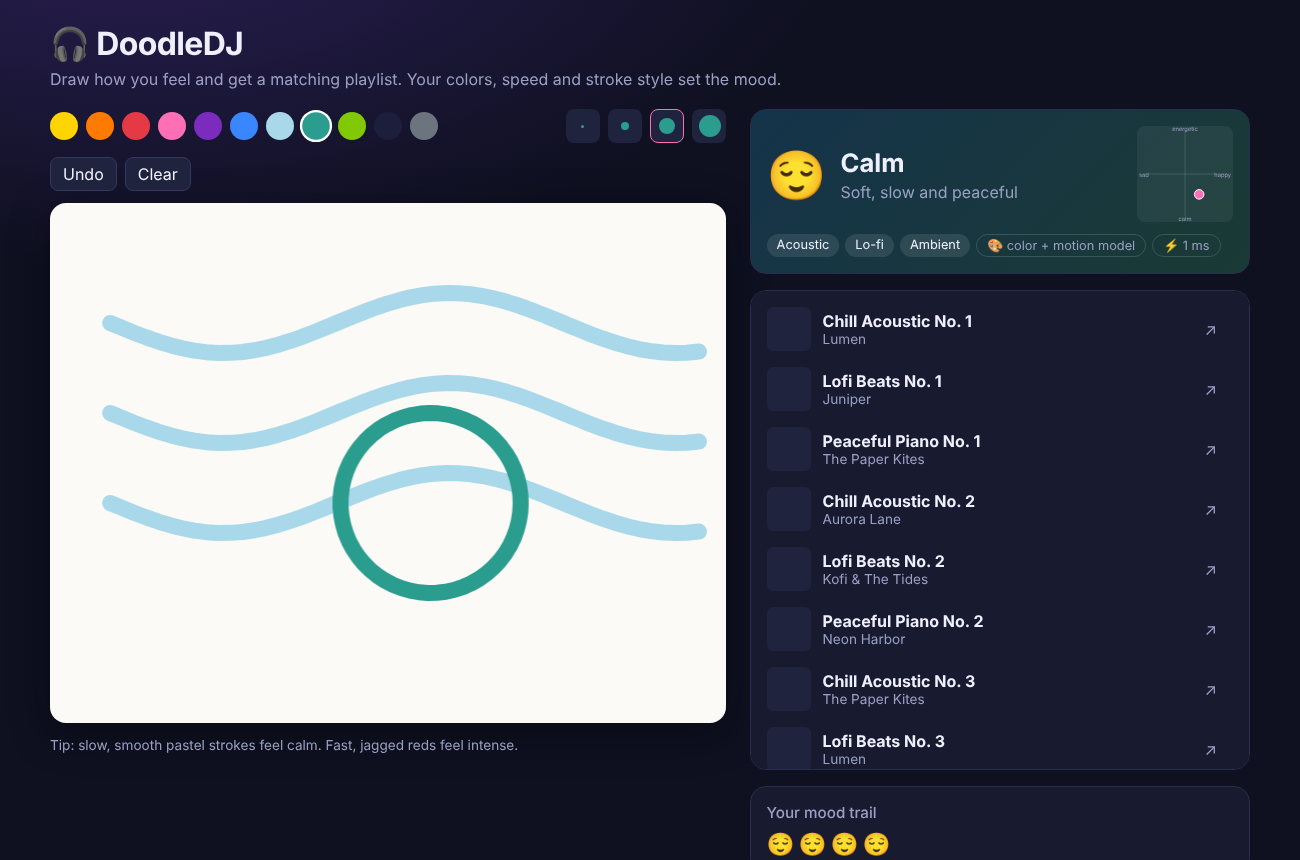 🎧 DoodleDJ
Draw how you feel and get a matching playlist. Your colors, speed and stroke style set the mood.
Undo
Clear
Tip: slow, smooth pastel strokes feel calm. Fast, jagged reds feel intense.
Calm
Soft, slow and peaceful
energetic
sad
happy
calm
Acoustic
Lo-fi
Ambient
🎨 color + motion model
⚡ 1 ms
Chill Acoustic No. 1
Lumen
Lofi Beats No. 1
Juniper
Peaceful Piano No. 1
The Paper Kites
Chill Acoustic No. 2
Aurora Lane
Lofi Beats No. 2
Kofi & The Tides
Peaceful Piano No. 2
Neon Harbor
Chill Acoustic No. 3
The Paper Kites
Lofi Beats No. 3
Lumen
Your mood trail